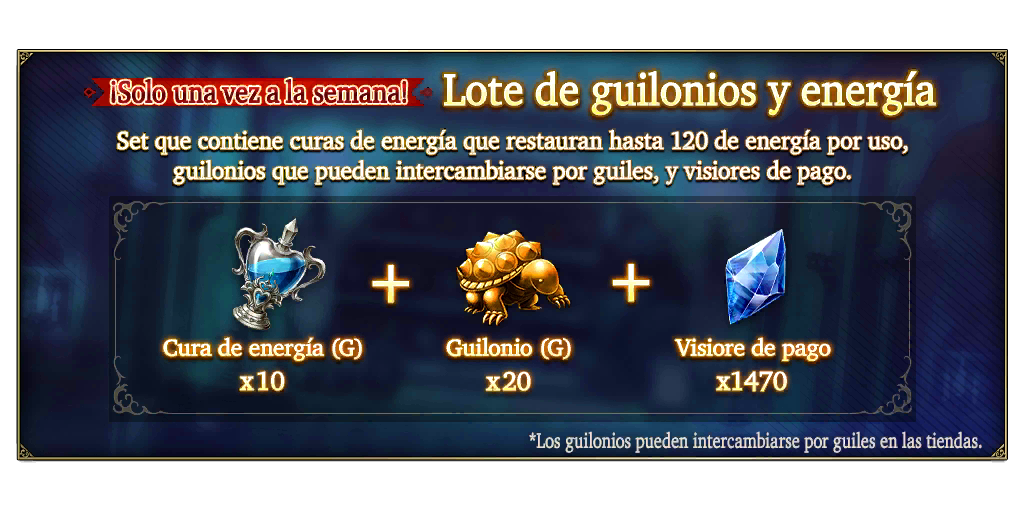 ¡Solo una vez a la semana! Lote de guilonios y energía
Set que contiene curas de energía que restauran hasta 120 de energía por uso,
guilonios que pueden intercambiarse por guiles, y visiores de pago.
+ +
Cura de energía (G) Guilonio (G) Visiore de pago
x10 x20 x1470
*Los guilonios pueden intercambiarse por guiles en las tiendas.